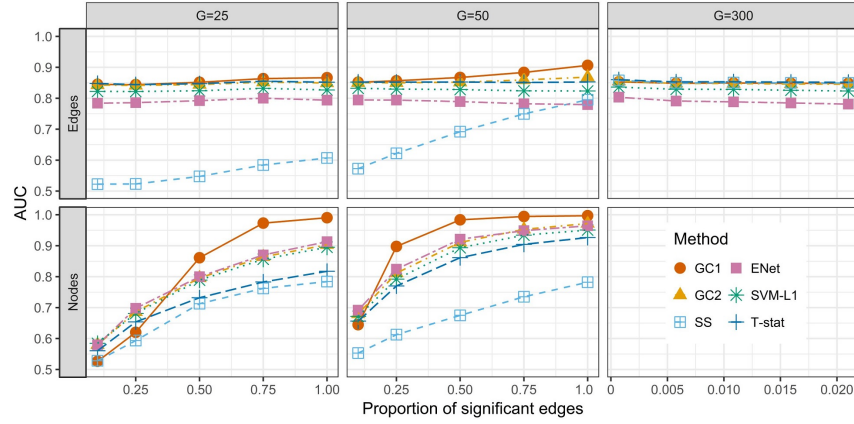 G=25
G=50
G=300
AUC
Edges
1.0
0.9
0.8
0.7
0.6
0.5
Nodes
1.0
0.9
0.8
0.7
0.6
0.5
Method
GC1
ENet
GC2
SVM-L1
SS
T-stat
0.25 0.50 0.75 1.00
0.25 0.50 0.75 1.0
0 0.005 0.010 0.015 0.020
Proportion of significant edges